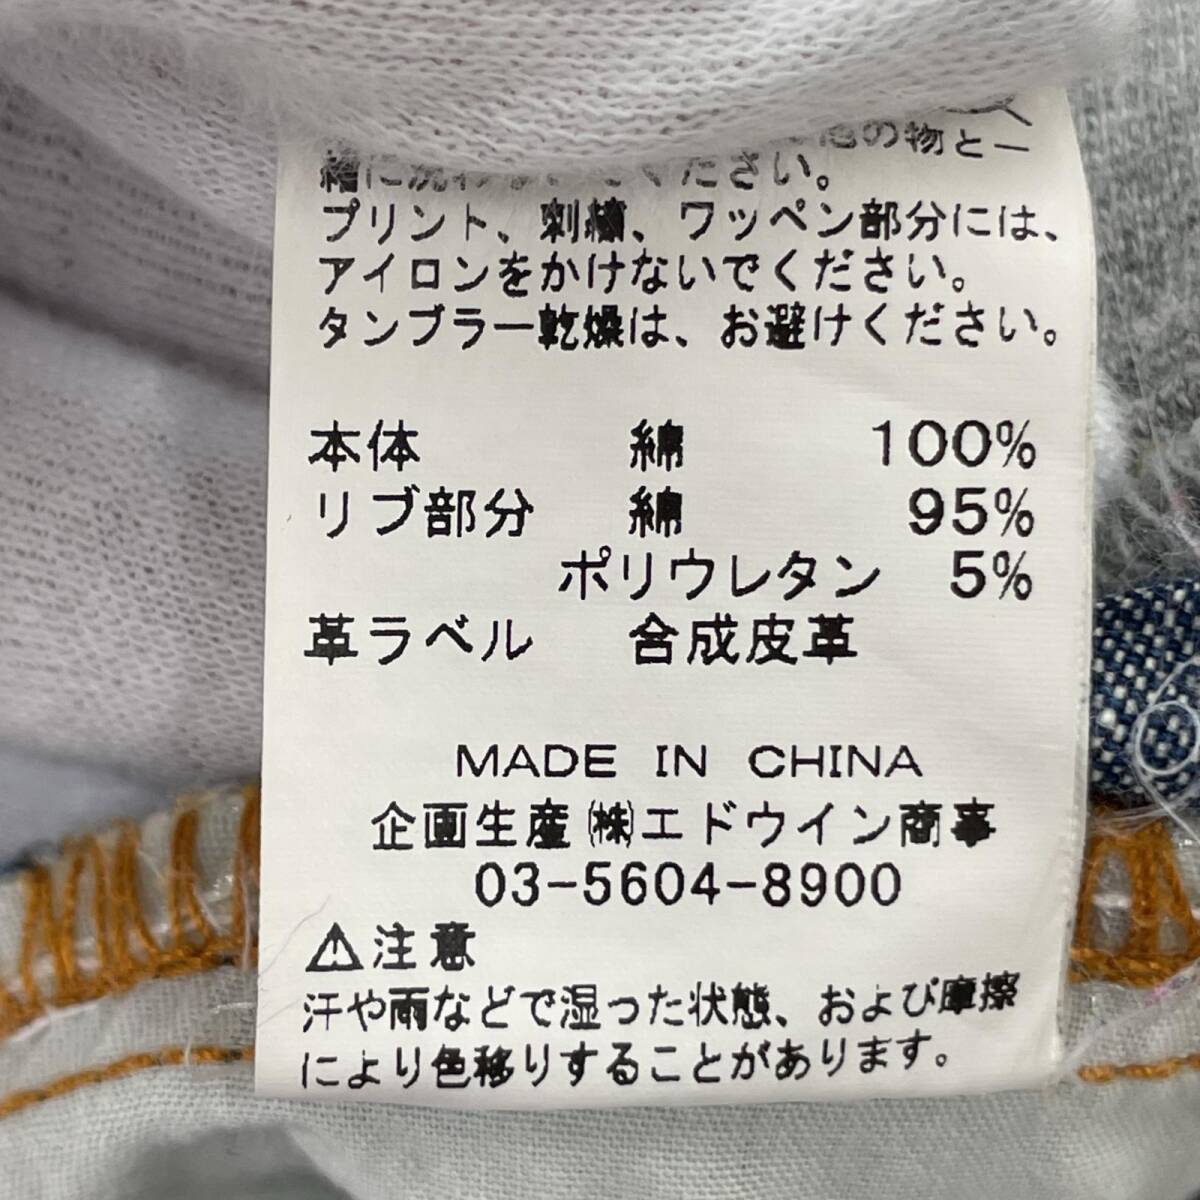 の物と一
緒に洗わないでください。
プリント、刺繍、ワッペン部分には、
アイロンをかけないでください。
タンブラー乾燥は、お避けください。
本体 綿 100%
リブ部分 綿 95%
ポリウレタン 5%
革ラベル 合成皮革
MADE IN CHINA
企画生産㈱エドウイン商事
03-5604-8900
⚠注意
汗や雨などで湿った状態、および摩擦
により色移りすることがあります。